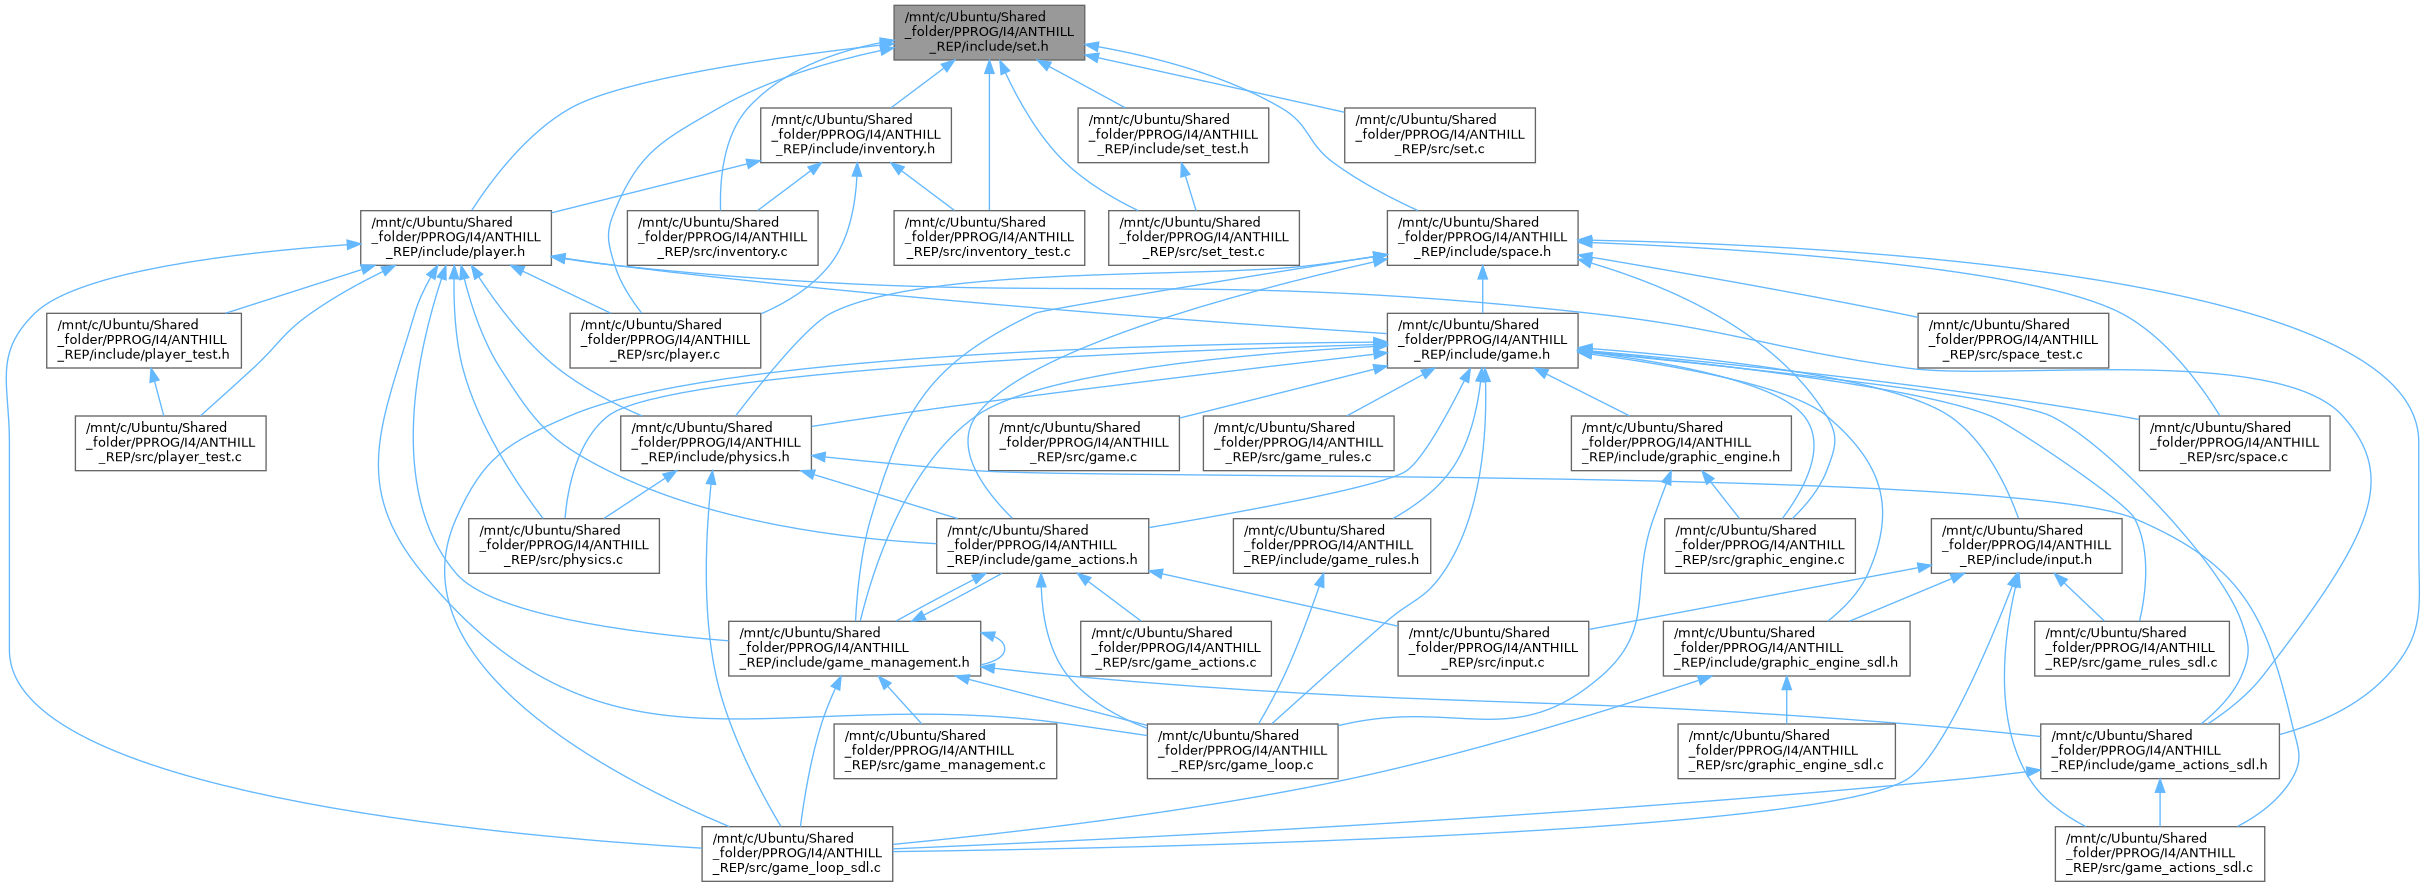 /mnt/c/Ubuntu/Shared
_folder/PPROG/I4/ANTHILL
_REP/include/set.h
/mnt/c/Ubuntu/Shared
_folder/PPROG/I4/ANTHILL
_REP/include/inventory.h
/mnt/c/Ubuntu/Shared
_folder/PPROG/I4/ANTHILL
_REP/include/set_test.h
/mnt/c/Ubuntu/Shared
_folder/PPROG/I4/ANTHILL
_REP/src/set.c
/mnt/c/Ubuntu/Shared
_folder/PPROG/I4/ANTHILL
_REP/include/player.h
/mnt/c/Ubuntu/Shared
_folder/PPROG/I4/ANTHILL
_REP/src/inventory.c
/mnt/c/Ubuntu/Shared
_folder/PPROG/I4/ANTHILL
_REP/src/inventory_test.c
/mnt/c/Ubuntu/Shared
_folder/PPROG/I4/ANTHILL
_REP/src/set_test.c
/mnt/c/Ubuntu/Shared
_folder/PPROG/I4/ANTHILL
_REP/include/space.h
/mnt/c/Ubuntu/Shared
_folder/PPROG/I4/ANTHILL
_REP/include/player_test.h
/mnt/c/Ubuntu/Shared
_folder/PPROG/I4/ANTHILL
_REP/src/player.c
/mnt/c/Ubuntu/Shared
_folder/PPROG/I4/ANTHILL
_REP/include/game.h
/mnt/c/Ubuntu/Shared
_folder/PPROG/I4/ANTHILL
_REP/src/space_test.c
/mnt/c/Ubuntu/Shared
_folder/PPROG/I4/ANTHILL
_REP/src/player_test.c
/mnt/c/Ubuntu/Shared
_folder/PPROG/I4/ANTHILL
_REP/include/physics.h
/mnt/c/Ubuntu/Shared
_folder/PPROG/I4/ANTHILL
_REP/src/game.c
/mnt/c/Ubuntu/Shared
_folder/PPROG/I4/ANTHILL
_REP/src/game_rules.c
/mnt/c/Ubuntu/Shared
_folder/PPROG/I4/ANTHILL
_REP/include/graphic_engine.h
/mnt/c/Ubuntu/Shared
_folder/PPROG/I4/ANTHILL
_REP/src/space.c
/mnt/c/Ubuntu/Shared
_folder/PPROG/I4/ANTHILL
_REP/src/physics.c
/mnt/c/Ubuntu/Shared
_folder/PPROG/I4/ANTHILL
_REP/include/game_actions.h
/mnt/c/Ubuntu/Shared
_folder/PPROG/I4/ANTHILL
_REP/include/game_rules.h
/mnt/c/Ubuntu/Shared
_folder/PPROG/I4/ANTHILL
_REP/src/graphic_engine.c
/mnt/c/Ubuntu/Shared
_folder/PPROG/I4/ANTHILL
_REP/include/input.h
/mnt/c/Ubuntu/Shared
_folder/PPROG/I4/ANTHILL
_REP/include/game_management.h
/mnt/c/Ubuntu/Shared
_folder/PPROG/I4/ANTHILL
_REP/src/game_actions.c
/mnt/c/Ubuntu/Shared
_folder/PPROG/I4/ANTHILL
_REP/src/input.c
/mnt/c/Ubuntu/Shared
_folder/PPROG/I4/ANTHILL
_REP/include/graphic_engine_sdl.h
/mnt/c/Ubuntu/Shared
_folder/PPROG/I4/ANTHILL
_REP/src/game_rules_sdl.c
/mnt/c/Ubuntu/Shared
_folder/PPROG/I4/ANTHILL
_REP/src/game_management.c
/mnt/c/Ubuntu/Shared
_folder/PPROG/I4/ANTHILL
_REP/src/game_loop.c
/mnt/c/Ubuntu/Shared
_folder/PPROG/I4/ANTHILL
_REP/src/graphic_engine_sdl.c
/mnt/c/Ubuntu/Shared
_folder/PPROG/I4/ANTHILL
_REP/include/game_actions_sdl.h
/mnt/c/Ubuntu/Shared
_folder/PPROG/I4/ANTHILL
_REP/src/game_loop_sdl.c
/mnt/c/Ubuntu/Shared
_folder/PPROG/I4/ANTHILL
_REP/src/game_actions_sdl.c